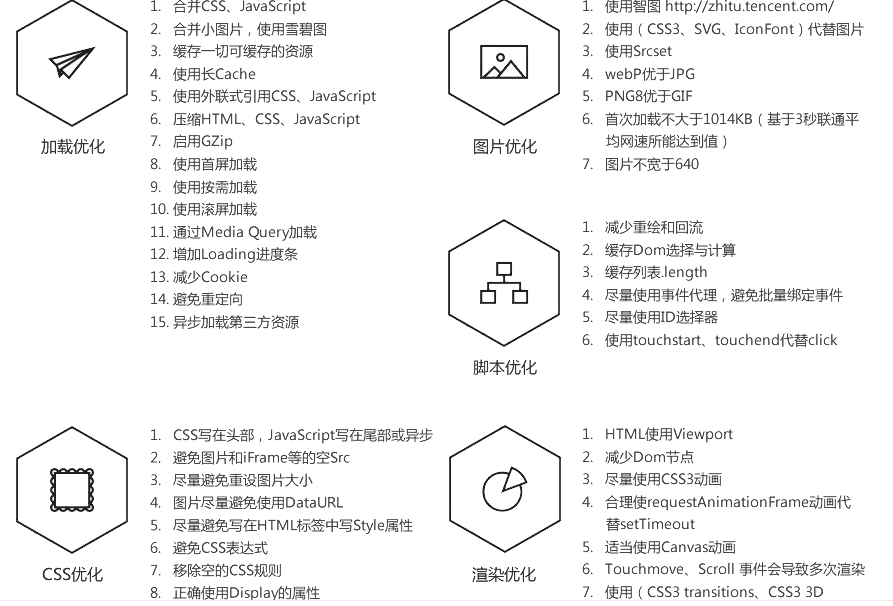 1. 合并CSS、JavaScript
2. 合并小图片，使用雪碧图
3. 缓存一切可缓存的资源
4. 使用长Cache
5. 使用外联式引用CSS、JavaScript
6. 压缩HTML、CSS、JavaScript
7. 启用GZip
8. 使用首屏加载
9. 使用按需加载
10. 使用滚屏加载
11. 通过Media Query加载
12. 增加Loading进度条
13. 减少Cookie
14. 避免重定向
15. 异步加载第三方资源
加载优化
1. 使用智图 http://zhitu.tencent.com/
2. 使用（CSS3、SVG、IconFont）代替图片
3. 使用Srcset
4. webP优于JPG
5. PNG8优于GIF
6. 首次加载不大于1014KB（基于3秒联通平
均网速所能达到值）
7. 图片不宽于640
图片优化
1. 减少重绘和回流
2. 缓存Dom选择与计算
3. 缓存列表.length
4. 尽量使用事件代理，避免批量绑定事件
5. 尽量使用ID选择器
6. 使用touchstart、touchend代替click
脚本优化
1. CSS写在头部，JavaScript写在尾部或异步
2. 避免图片和iFrame等的空Src
3. 尽量避免重设图片大小
4. 图片尽量避免使用DataURL
5. 尽量避免写在HTML标签中写Style属性
6. 避免CSS表达式
7. 移除空的CSS规则
8. 正确使用Display的属性
CSS优化
1. HTML使用Viewport
2. 减少Dom节点
3. 尽量使用CSS3动画
4. 合理使requestAnimationFrame动画代
替setTimeout
5. 适当使用Canvas动画
6. Touchmove、Scroll 事件会导致多次渲染
7. 使用（CSS3 transitions、CSS3 3D
渲染优化